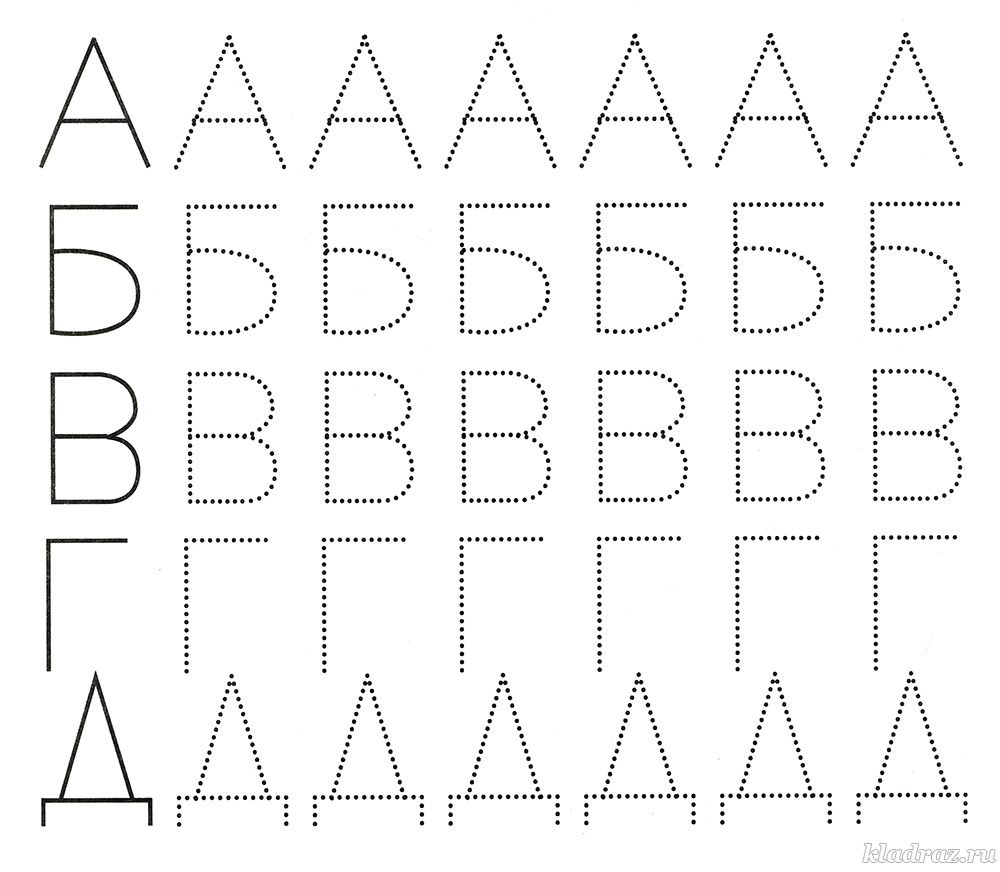 А А А А А А А
Б Б Б Б Б Б Б
В В В В В В В
Г Г Г Г Г Г Г
Д Д Д Д Д Д Д
kladraz.ru